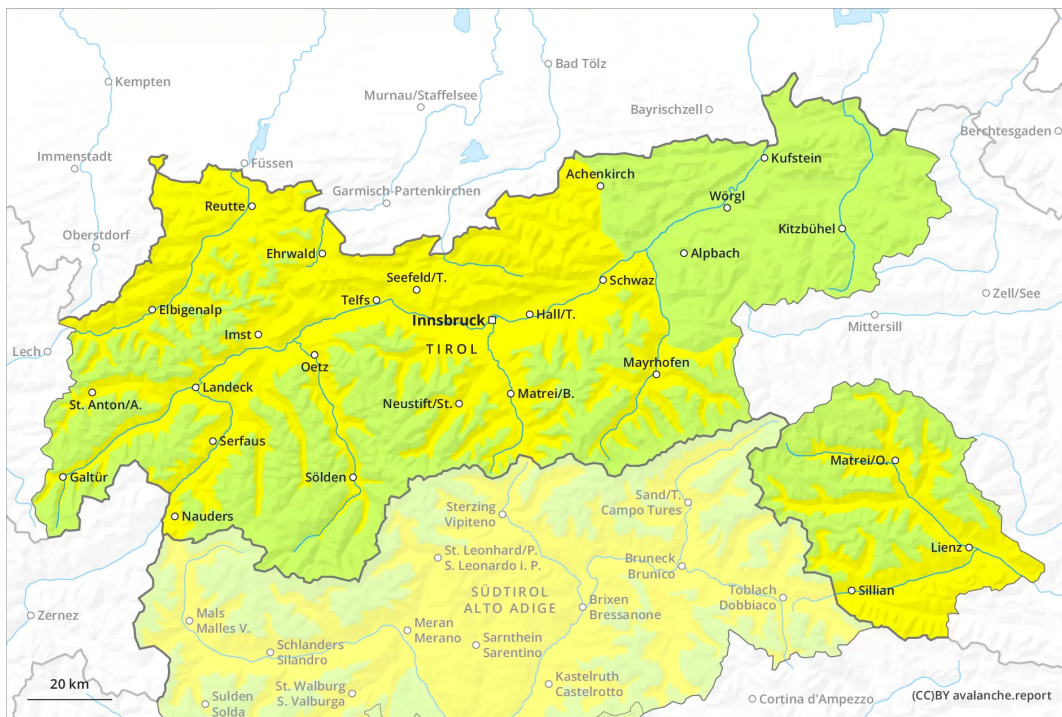 Kempten
Bad Tölz
Murnau/Staffelsee
Bayrischzell
Berchtesgaden
Immenstadt
Füssen
Kufstein
Achenkirch
Garmisch-Partenkirchen
Reutte
Wörgl
Kitzbühel
Oberstdorf
Ehrwald
Alpbach
Seefeld/T.
Schwaz
Zell/See
Telfs
Elbigenalp
Innsbruck
Hall/T.
Mittersill
Imst
TIROL
Lech
Oetz
Mayrhofen
Landeck
St. Anton/A.
Neustift/St.
Matrei/B.
Serfaus
Matrei/O.
Galtür
Sölden
Sand/T.
Campo Tures
Sterzing
Vipiteno
Nauders
Lienz
St. Leonhard/P.
S. Leonardo i. P.
Bruneck
Brunico
SÜDTIROL
ALTO ADIGE
Sillian
Toblach
Dobbiaco
Zernez
Brixen
Bressanone
Mals
Malles V.
Meran
Merano
Schlanders
Silandro
Sarnthein
Sarentino
20 km
St. Walburg
S. Valburga
Kastelruth
Castelrotto
Sulden
Solda
Cortina d'Ampezzo
(CC)BY avalanche.report